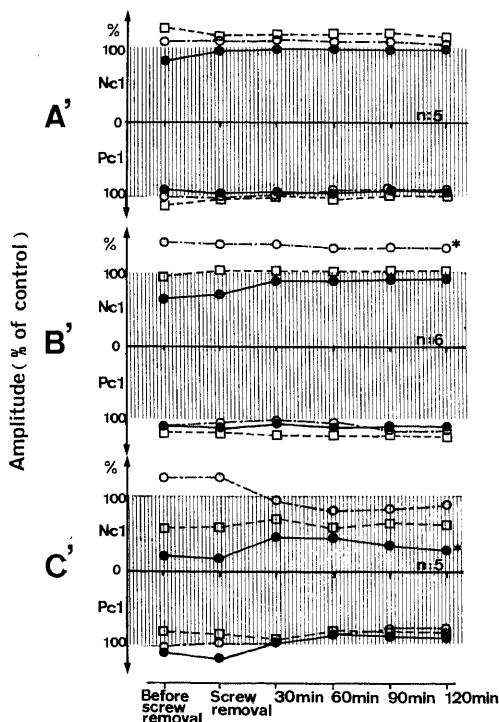 %
100
Nc1
A'
0
n:5
Pc1
100
%
100
Nc1
B'
0
n:6
Pc1
100
%
100
Nc1
C'
0
n:5
Pc1
100
Amplitude ( % of control)
*
*
Before screw removal
Screw removal
30min
60min
90min
120min